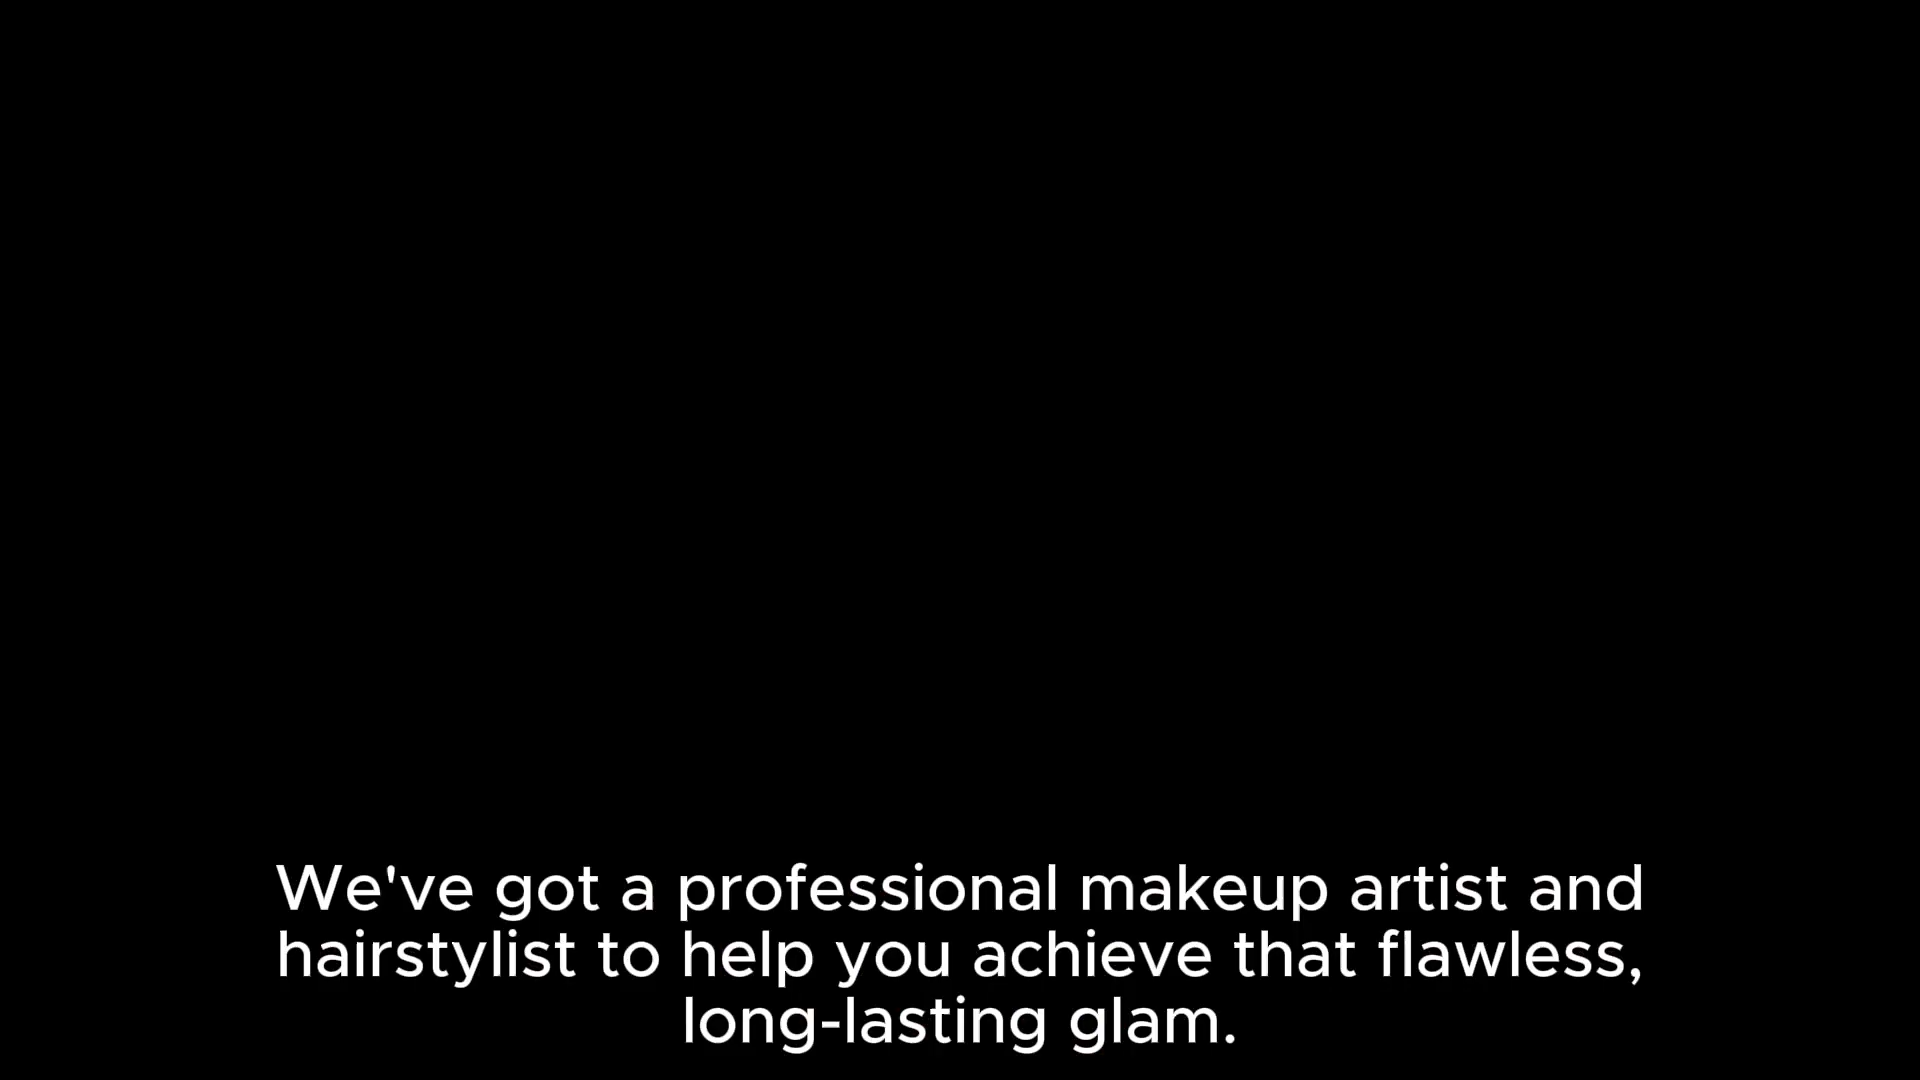 We've got a professional makeup artist and
hairstylist to help you achieve that flawless,
long-lasting glam.